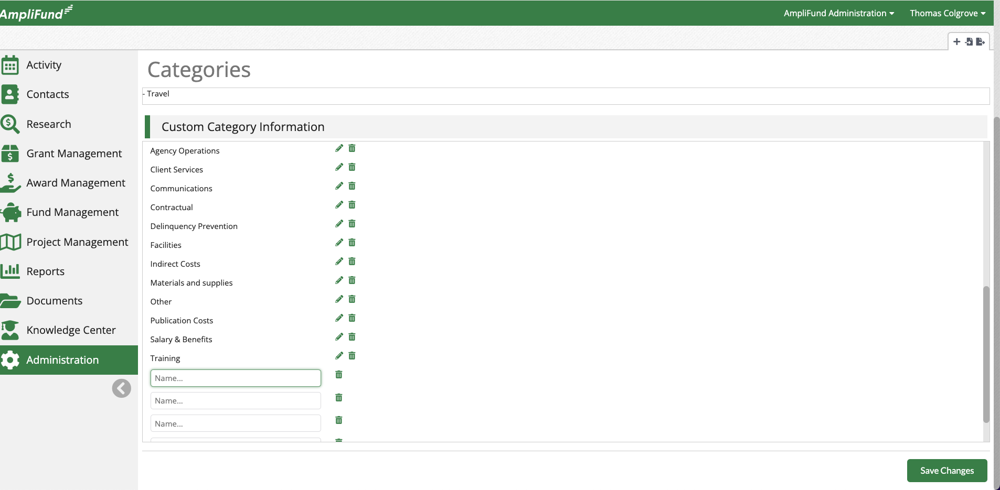 AmpliFund
AmpliFund Administration
Thomas Colgrove
Activity
Contacts
Research
Grant Management
Award Management
Fund Management
Project Management
Reports
Documents
Knowledge Center
Administration
Categories
- Travel
Custom Category Information
Agency Operations
Client Services
Communications
Contractual
Delinquency Prevention
Facilities
Indirect Costs
Materials and supplies
Other
Publication Costs
Salary & Benefits
Training
Name...
Name...
Name...
Save Changes